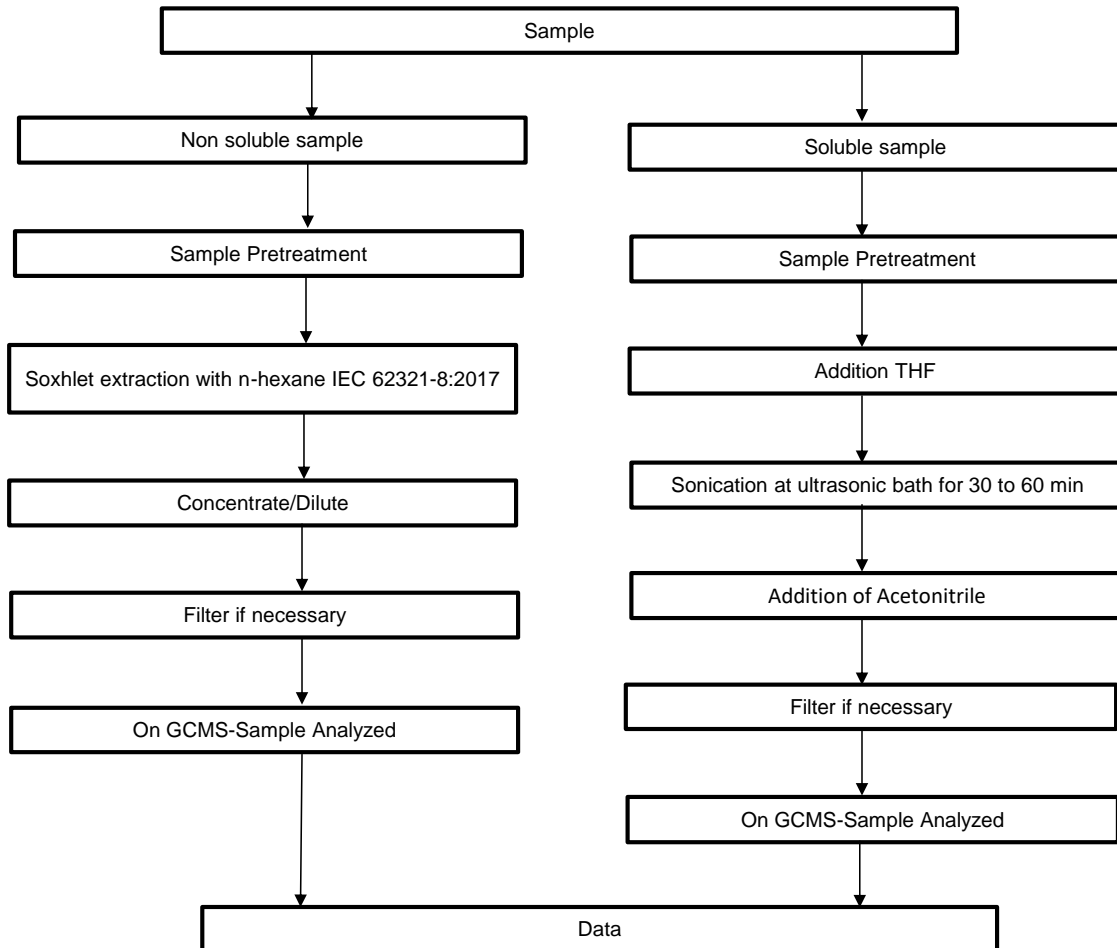 Sample
Non soluble sample
Soluble sample
Sample Pretreatment
Sample Pretreatment
Soxhlet extraction with n-hexane IEC 62321-8:2017
Addition THF
Concentrate/Dilute
Sonication at ultrasonic bath for 30 to 60 min
Filter if necessary
Addition of Acetonitrile
On GCMS-Sample Analyzed
Filter if necessary
On GCMS-Sample Analyzed
Data